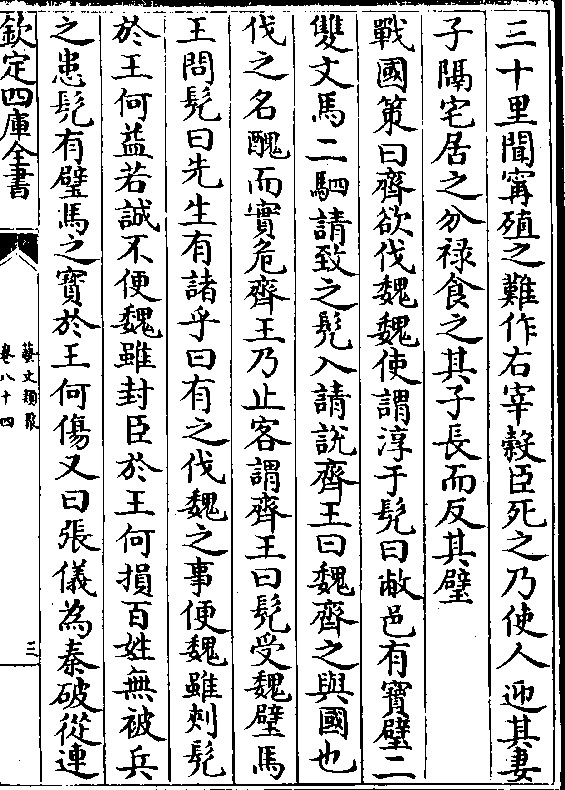 三十里聞甯殖之難作右宰穀臣死之乃使人迎其妻
子隔宅居之分祿食之其子長而反其璧
戰國策曰齊欲伐魏魏使謂淳于髡曰敝邑有寶璧二
雙文馬二駟請致之髡入請說齊王曰魏齊之與國也
伐之名醜而實危齊王乃止客謂齊王曰髡受魏璧馬
王問髡曰先生有諸乎曰有之伐魏之事便魏雖刺髡
於王何益若誠不便魏雖封臣於王何損百姓無被兵
之患髡有璧馬之寶於王何傷又曰張儀為秦破從連
欽定四庫全書
藝文類聚
卷八十四
三